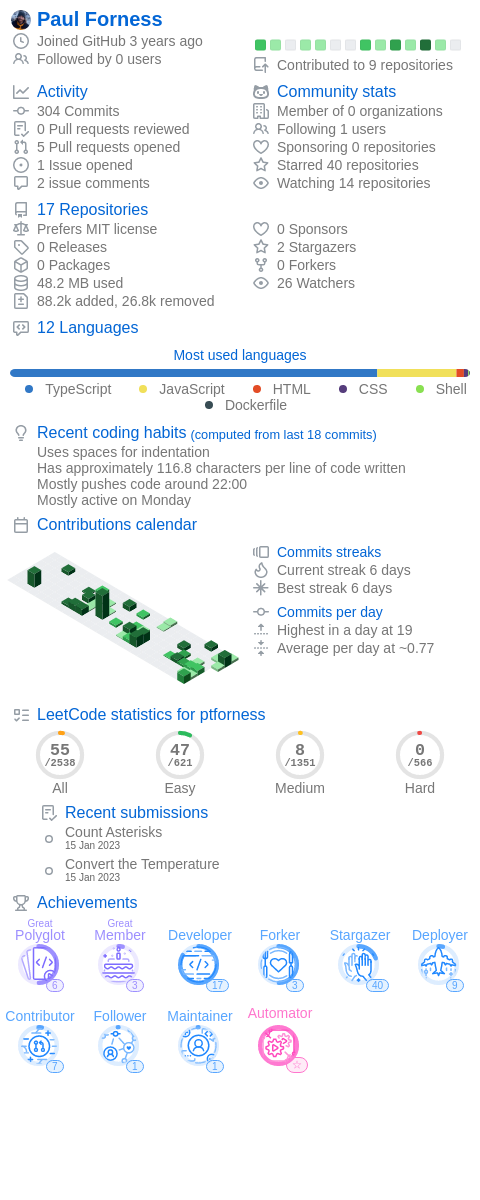 Paul Forness
Joined GitHub 3 years ago
Followed by 0 users
Contributed to 9 repositories
Activity
304 Commits
0 Pull requests reviewed
5 Pull requests opened
1 Issue opened
2 issue comments
Community stats
Member of 0 organizations
Following 1 users
Sponsoring 0 repositories
Starred 40 repositories
Watching 14 repositories
17 Repositories
Prefers MIT license
0 Releases
0 Packages
48.2 MB used
88.2k added, 26.8k removed
0 Sponsors
2 Stargazers
0 Forkers
26 Watchers
12 Languages
Most used languages
TypeScript JavaScript HTML CSS Shell
Dockerfile
Recent coding habits (computed from last 18 commits)
Uses spaces for indentation
Has approximately 116.8 characters per line of code written
Mostly pushes code around 22:00
Mostly active on Monday
Contributions calendar
Commits streaks
Current streak 6 days
Best streak 6 days
Commits per day
Highest in a day at 19
Average per day at ~0.77
LeetCode statistics for ptforness
55 47 8 0
/2538 /621 /1351 /566
All Easy Medium Hard
Recent submissions
Count Asterisks
15 Jan 2023
Convert the Temperature
15 Jan 2023
Achievements
Great Great
Polyglot Member Developer Forker Stargazer Deployer
6 3 17 3 40 9
Contributor Follower Maintainer Automator
7 1 1